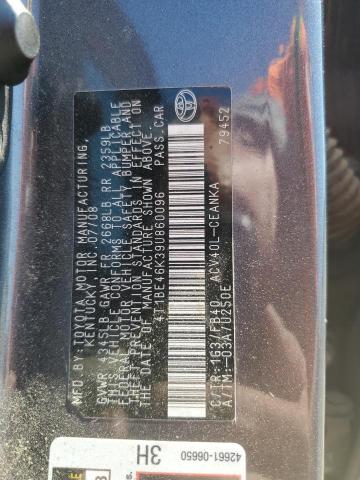 MFD. BY: TOYOTA MOTOR MANUFACTURING,
KENTUCKY, INC. 07/08
GVWR 4345LB GAWR FR 2668LB RR 2359LB
THIS VEHICLE CONFORMS TO ALL APPLICABLE
FEDERAL MOTOR VEHICLE SAFETY, BUMPER, AND
THEFT PREVENTION STANDARDS IN EFFECT ON
THE DATE OF MANUFACTURE SHOWN ABOVE.
4T1BE46K39U860096 PASS.CAR
C/TR: 1G3/FB40 ACV40L-CEANKA
A/TM: -03A/U250E 79452
42661-06650
3H